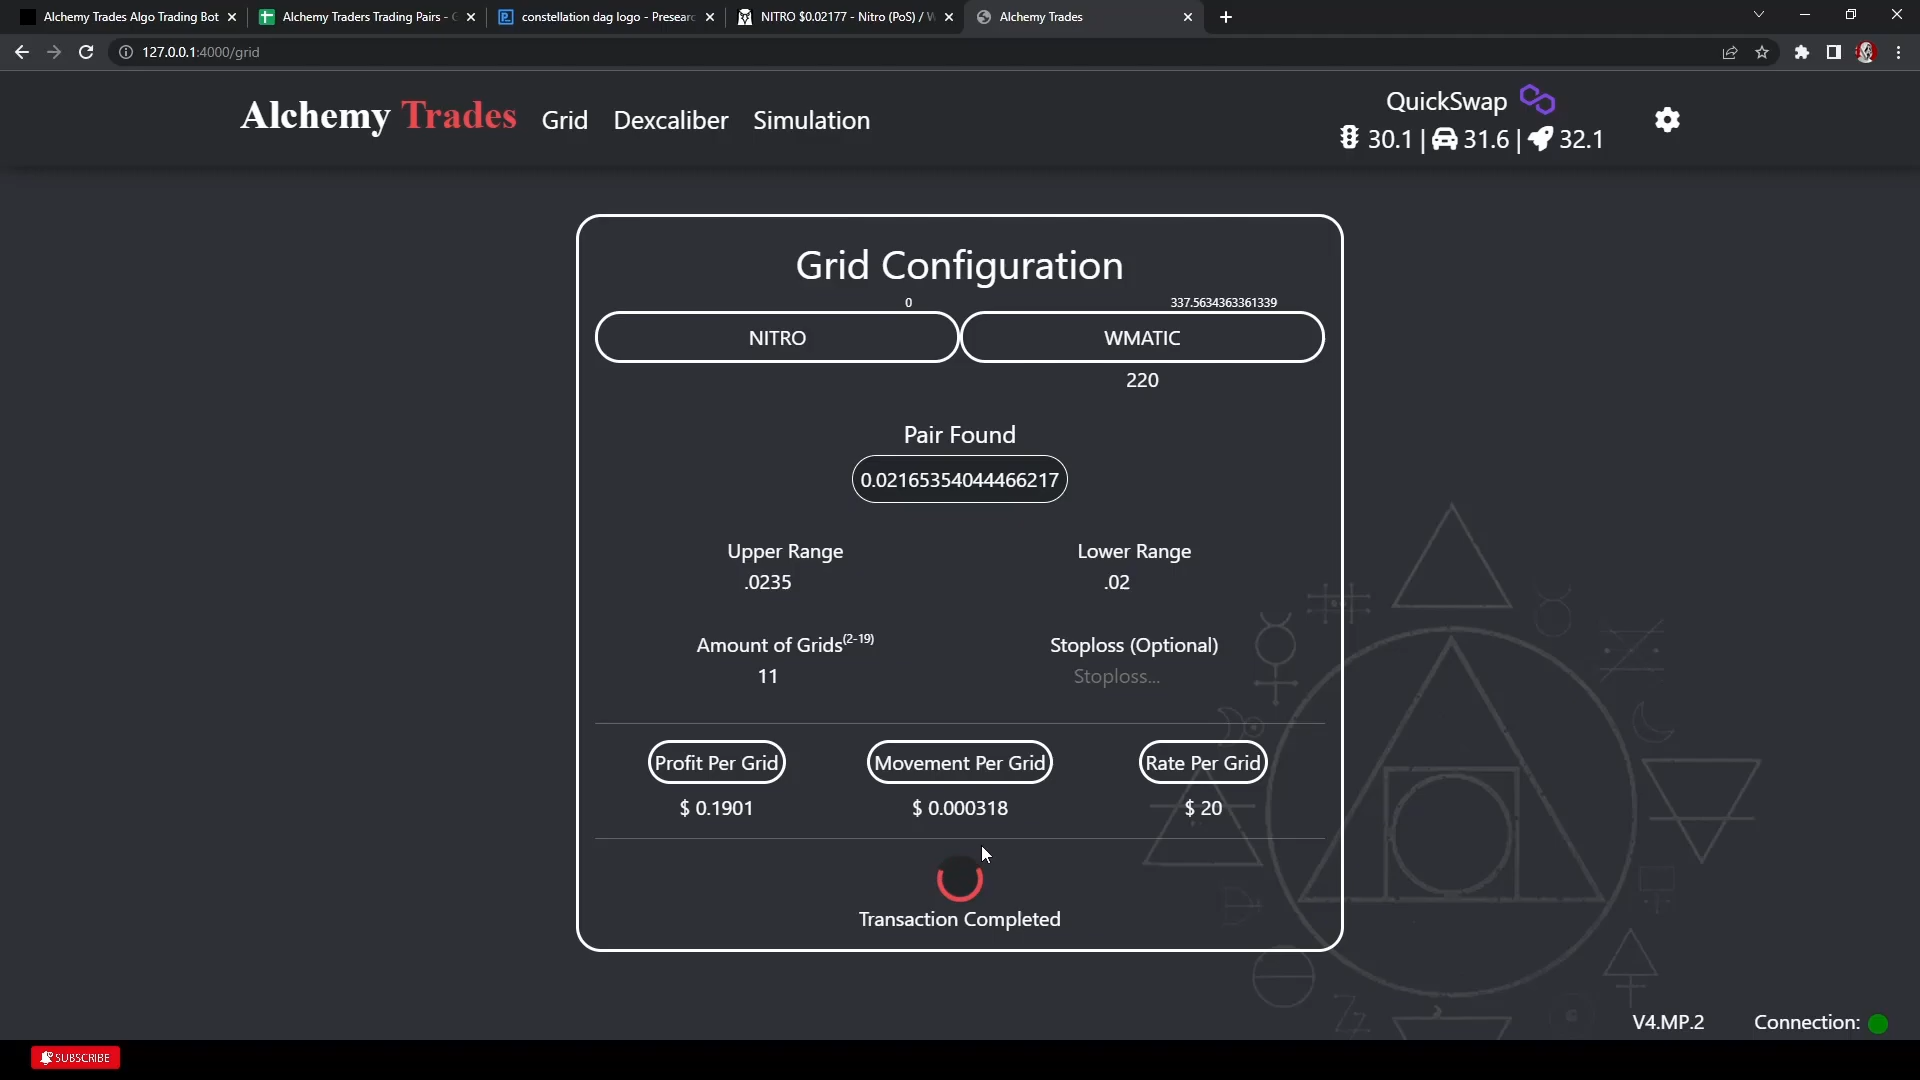 Alchemy Trades Algo Trading Bot
Alchemy Traders Trading Pairs - G
constellation dag logo - Presearc
NITRO $0.02177 - Nitro (PoS) / W
Alchemy Trades
127.0.0.1:4000/grid
Alchemy Trades
Grid
Dexcaliber
Simulation
QuickSwap
30.1 | 31.6 | 32.1
Grid Configuration
0
337.5634363361339
NITRO
WMATIC
220
Pair Found
0.02165354044466217
Upper Range
Lower Range
.0235
.02
Amount of Grids(2-19)
Stoploss (Optional)
11
Stoploss...
Profit Per Grid
Movement Per Grid
Rate Per Grid
$ 0.1901
$ 0.000318
$ 20
Transaction Completed
V4.MP.2
Connection:
SUBSCRIBE